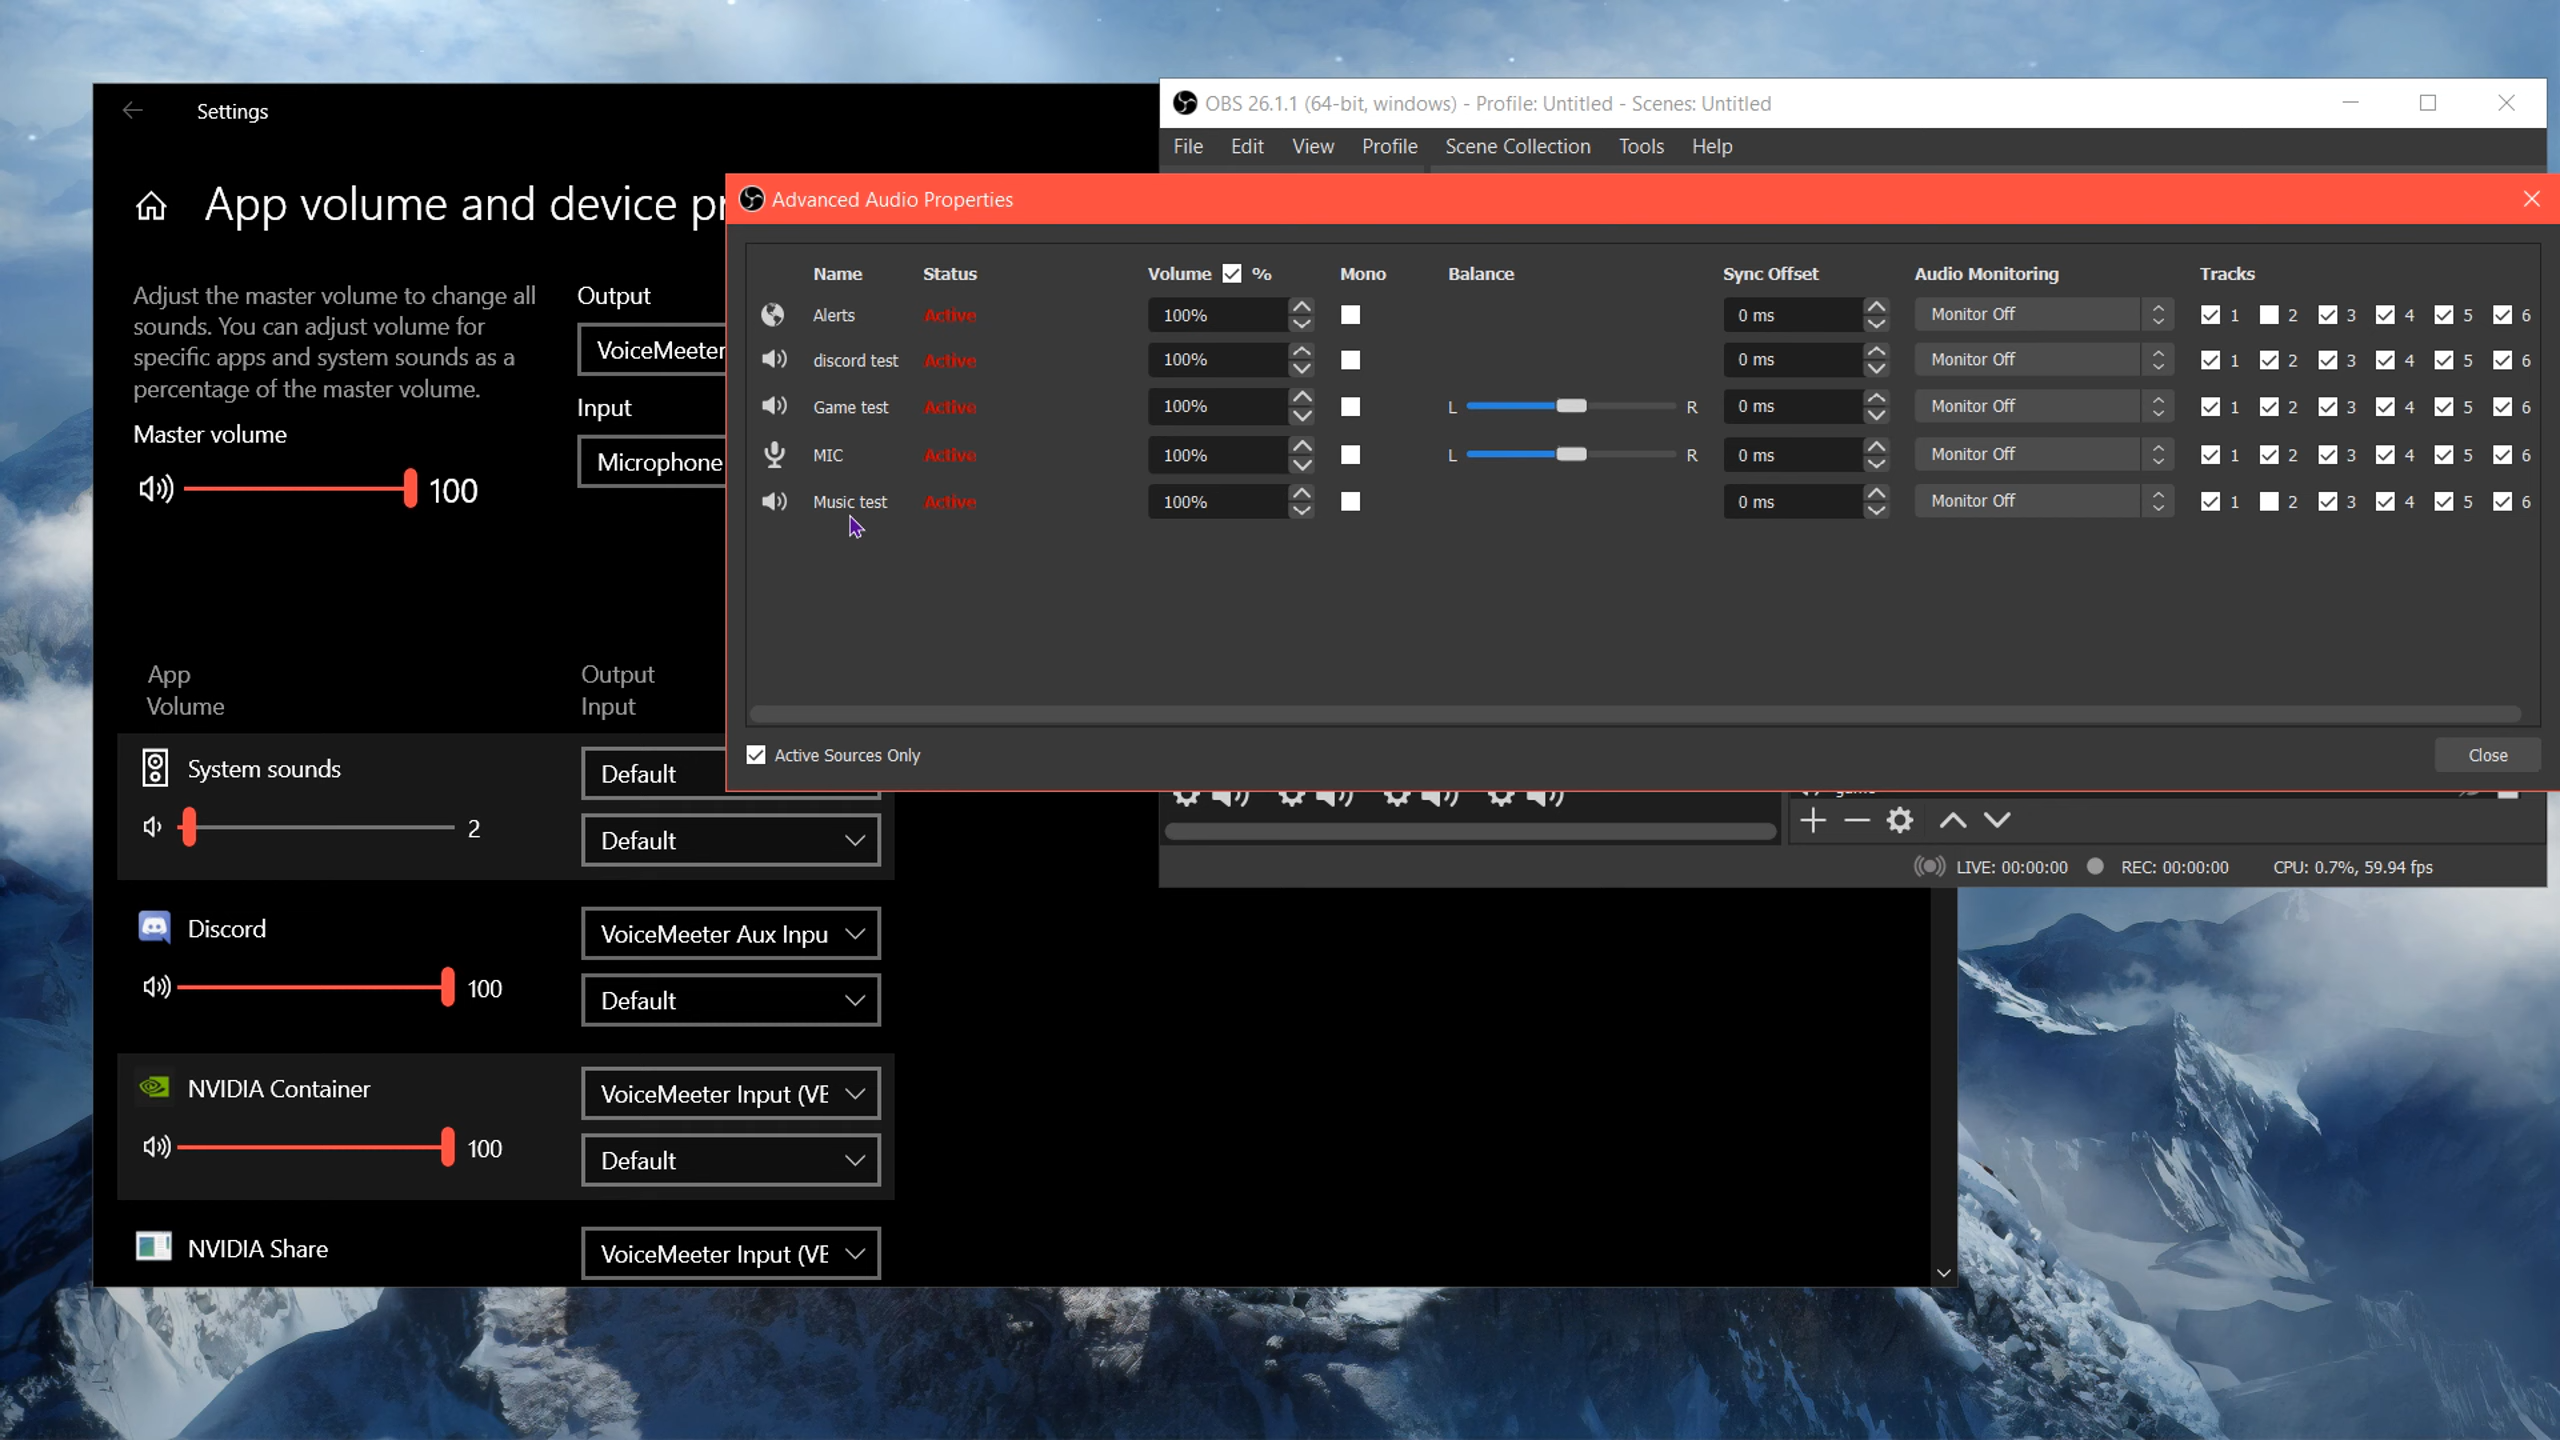 Settings
App volume and device pr
Adjust the master volume to change all
sounds. You can adjust volume for
specific apps and system sounds as a
percentage of the master volume.
Master volume
100
Output
VoiceMeeter
Input
Microphone
App
Volume
Output
Input
System sounds
2
Default
Default
Discord
100
VoiceMeeter Aux Inpu
Default
NVIDIA Container
100
VoiceMeeter Input (VE
Default
NVIDIA Share
VoiceMeeter Input (VE
OBS 26.1.1 (64-bit, windows) - Profile: Untitled - Scenes: Untitled
File Edit View Profile Scene Collection Tools Help
Advanced Audio Properties
Name Status Volume % Mono Balance Sync Offset Audio Monitoring Tracks
Alerts Active 100% 0 ms Monitor Off 1 2 3 4 5 6
discord test Active 100% 0 ms Monitor Off 1 2 3 4 5 6
Game test Active 100% L R 0 ms Monitor Off 1 2 3 4 5 6
MIC Active 100% L R 0 ms Monitor Off 1 2 3 4 5 6
Music test Active 100% 0 ms Monitor Off 1 2 3 4 5 6
Active Sources Only
Close
LIVE: 00:00:00 REC: 00:00:00 CPU: 0.7%, 59.94 fps